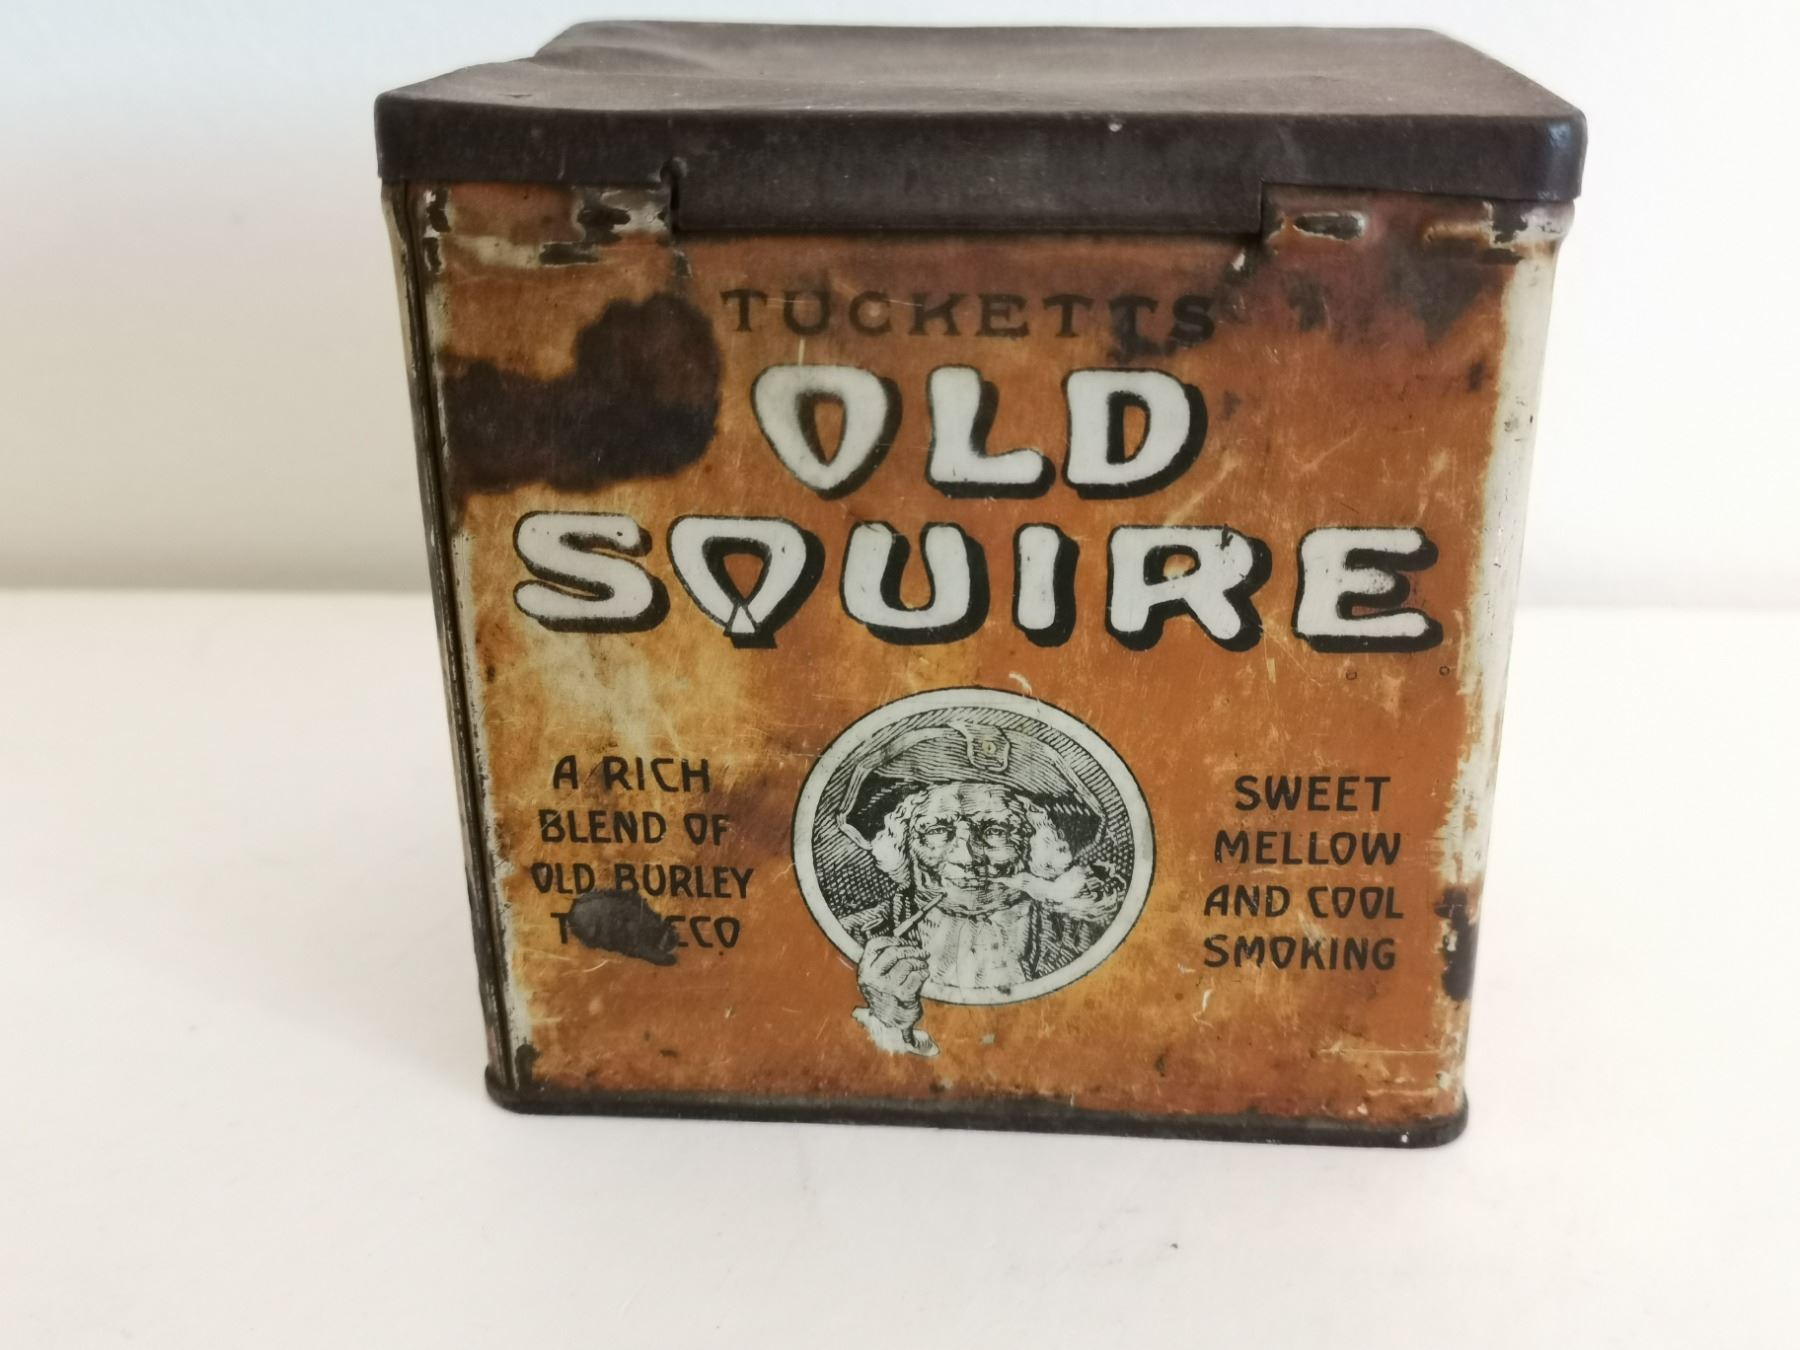 TUCKETTS
OLD
SQUIRE
A RICH
BLEND OF
OLD BURLEY
SWEET
MELLOW
AND COOL
SMOKING